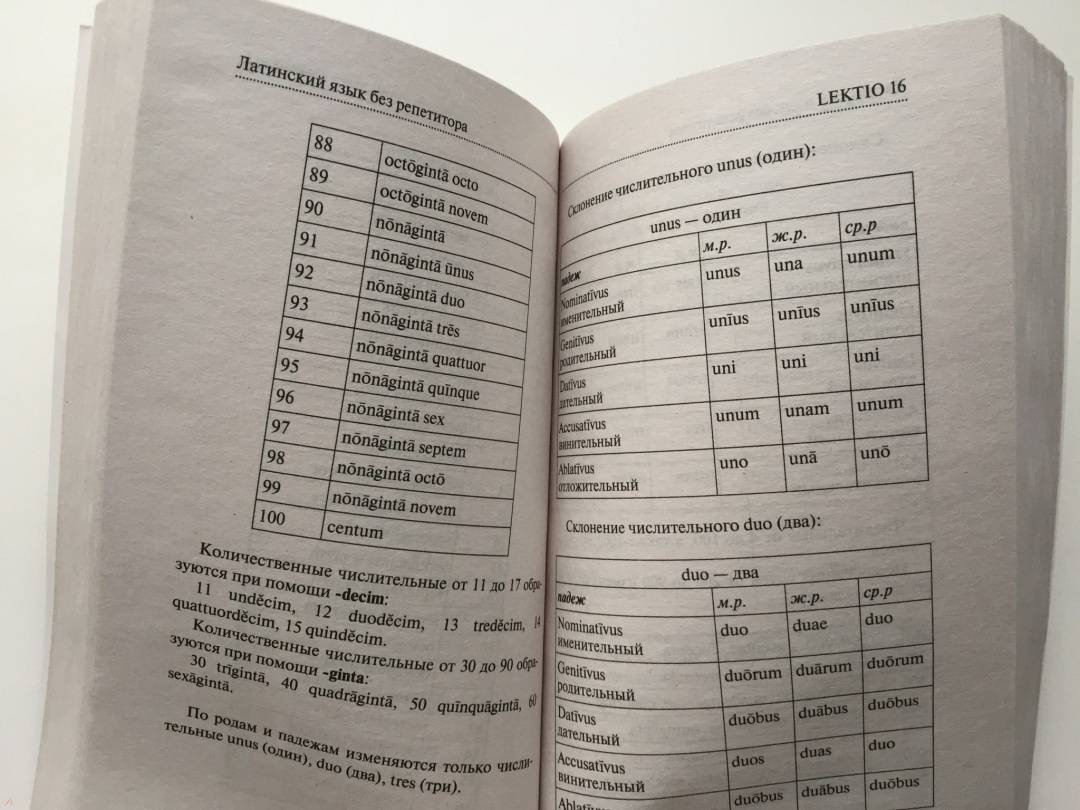 Латинский язык без репетитора
88 octōgintā octo
89 octōgintā novem
90 nōnāgintā
91 nōnāgintā ūnus
92 nōnāgintā duo
93 nōnāgintā trēs
94 nōnāgintā quattuor
95 nōnāgintā quīnque
96 nōnāgintā sex
97 nōnāgintā septem
98 nōnāgintā octō
99 nōnāgintā novem
100 centum
Количественные числительные от 11 до 17 обра-
зуются при помощи -decim:
11 undĕcim, 12 duodĕcim, 13 tredĕcim, 14
quattuordĕcim, 15 quindĕcim.
Количественные числительные от 30 до 90 обра-
зуются при помощи -ginta:
30 trīgintā, 40 quadrāgintā, 50 quīnquāgintā, 60
sexāgintā.
По родам и падежам изменяются только числи-
тельные unus (один), duo (два), tres (три).
LEKTIO 16
Склонение числительного unus (один):
unus — один
падеж м.р. ж.р. ср.р
Nominatīvus unus una unum
именительный
Genitīvus unīus unīus unīus
родительный
Datīvus uni uni uni
дательный
Accusatīvus unum unam unum
винительный
Ablatīvus uno unā unō
отложительный
Склонение числительного duo (два):
duo — два
падеж м.р. ж.р. ср.р
Nominatīvus duo duae duo
именительный
Genitīvus duōrum duārum duōrum
родительный
Datīvus duōbus duābus duōbus
дательный
Accusatīvus duos duas duo
винительный
Ablatīvus duōbus duābus duōbus